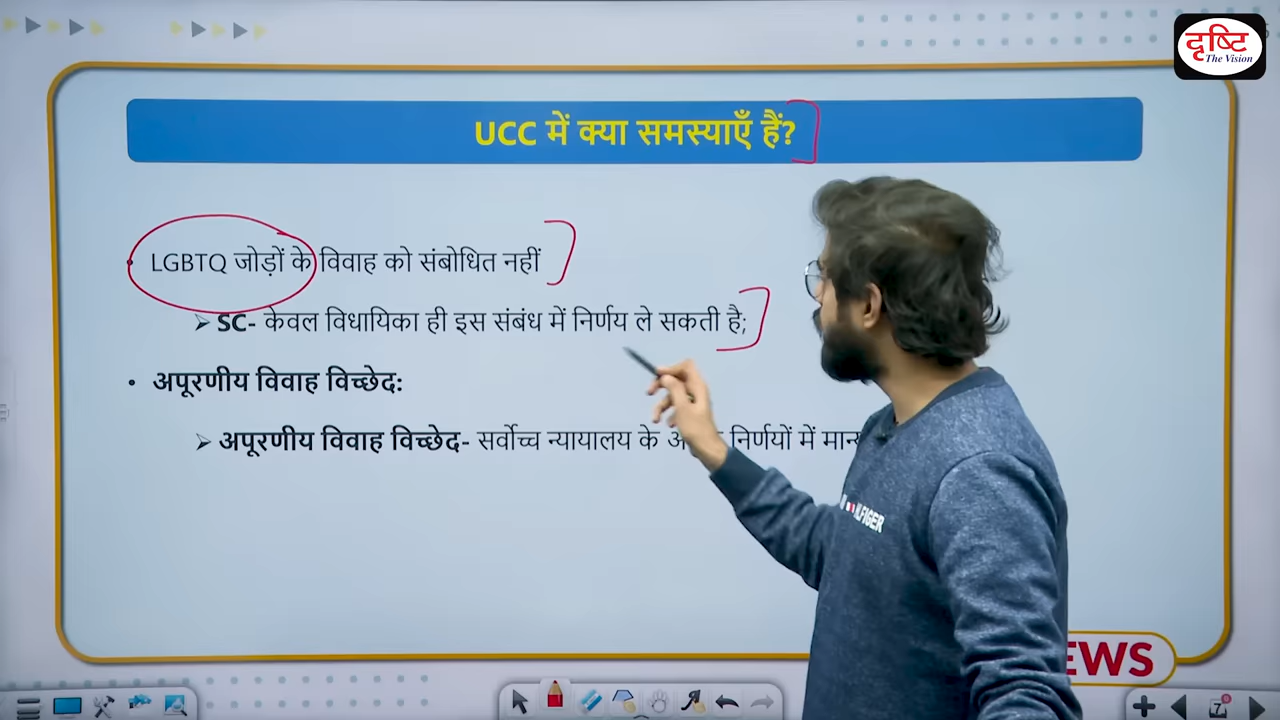 दृष्टि
The Vision
UCC में क्या समस्याएँ हैं?
• LGBTQ जोड़ों के विवाह को संबोधित नहीं
➢ SC- केवल विधायिका ही इस संबंध में निर्णय ले सकती है;
• अपूरणीय विवाह विच्छेद:
➢ अपूरणीय विवाह विच्छेद- सर्वोच्च न्यायालय के निर्णयों में
EWS